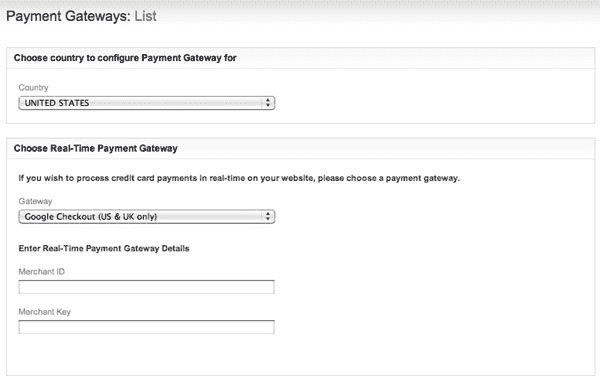 Payment Gateways: List
Choose country to configure Payment Gateway for
Country
UNITED STATES
Choose Real-Time Payment Gateway
If you wish to process credit card payments in real-time on your website, please choose a payment gateway.
Gateway
Google Checkout (US & UK only)
Enter Real-Time Payment Gateway Details
Merchant ID
Merchant Key